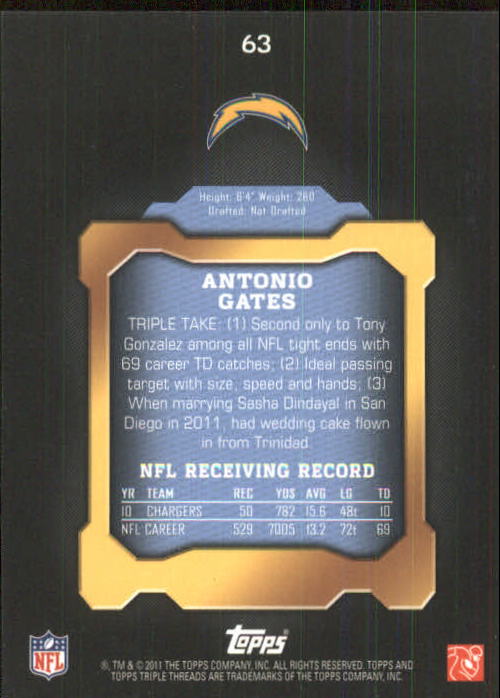 63
Height: 6'4" Weight: 260
Drafted: Not Drafted
ANTONIO
GATES
TRIPLE TAKE: (1) Second only to Tony
Gonzalez among all NFL tight ends with
69 career TD catches; (2) Ideal passing
target with size, speed and hands; (3)
When marrying Sasha Dindayal in San
Diego in 2011, had wedding cake flown
in from Trinidad.
NFL RECEIVING RECORD
YR TEAM REC YDS AVG LG TD
10 CHARGERS 50 782 15.6 48t 10
NFL CAREER 529 7005 13.2 72t 69
NFL
Topps
®, TM & © 2011 THE TOPPS COMPANY, INC. ALL RIGHTS RESERVED. TOPPS AND
TOPPS TRIPLE THREADS ARE TRADEMARKS OF THE TOPPS COMPANY, INC.